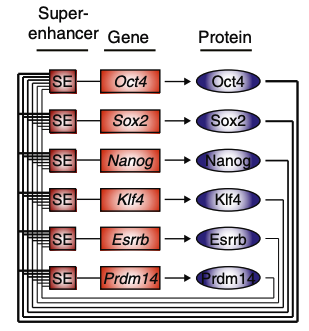 Super-
enhancer Gene Protein
SE Oct4 Oct4
SE Sox2 Sox2
SE Nanog Nanog
SE Klf4 Klf4
SE Esrrb Esrrb
SE Prdm14 Prdm14